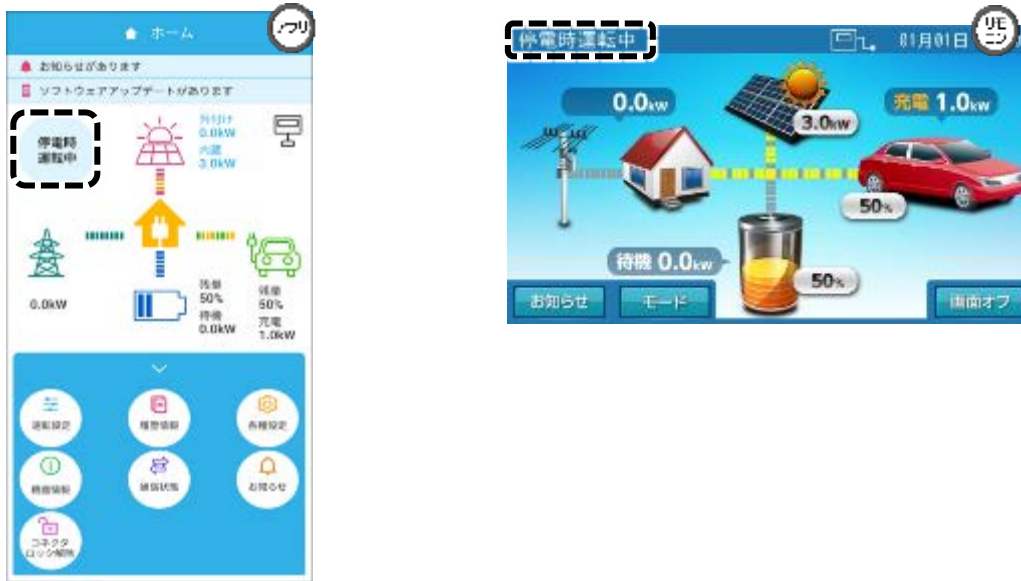 ホーム
アプリ
お知らせがあります
ソフトウェアアップデートがあります
停電時
運転中
外付け
0.0kW
内蔵
3.0kW
0.0kW
残量
50%
待機
0.0kW
残量
50%
充電
1.0kW
運転設定
履歴情報
各種設定
機器情報
通信状態
お知らせ
コネクタ
ロック解除
停電時運転中
01月01日
リモ
コン
0.0kW
3.0kW
充電 1.0kW
50%
待機 0.0kW
50%
お知らせ
モード
画面オフ